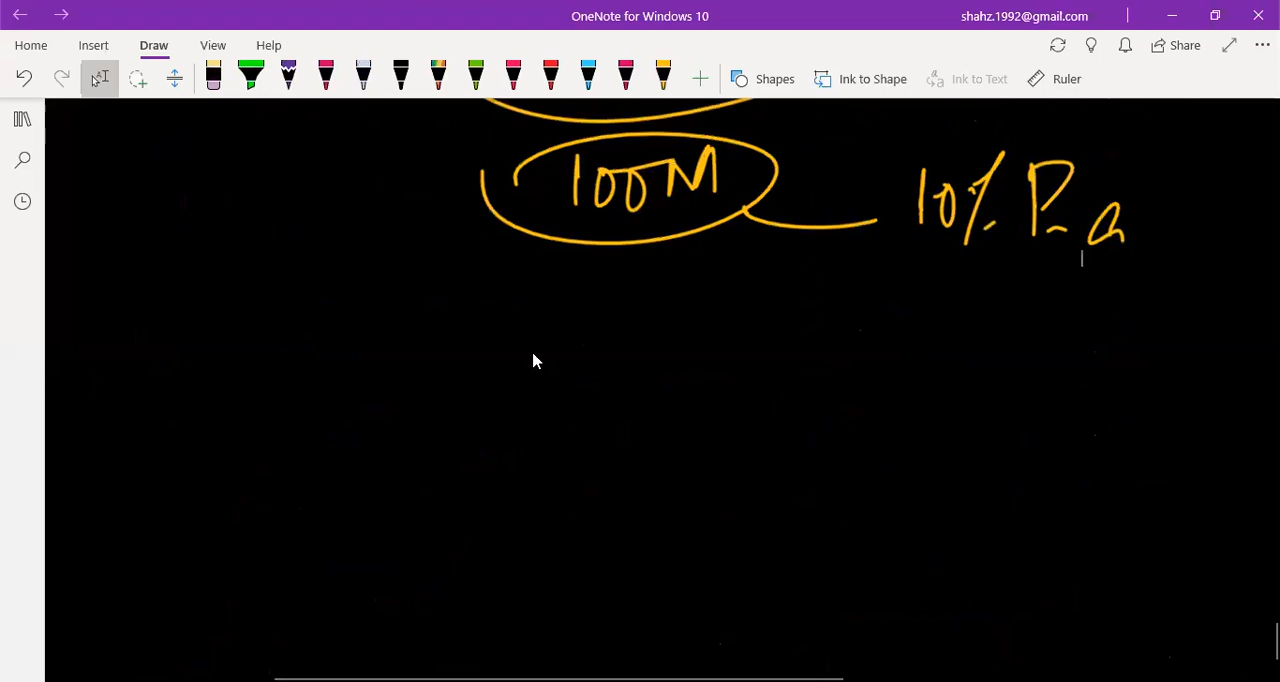 OneNote for Windows 10
shahz.1992@gmail.com
Home Insert Draw View Help
Share
Shapes Ink to Shape Ink to Text Ruler
100M 10% P.a